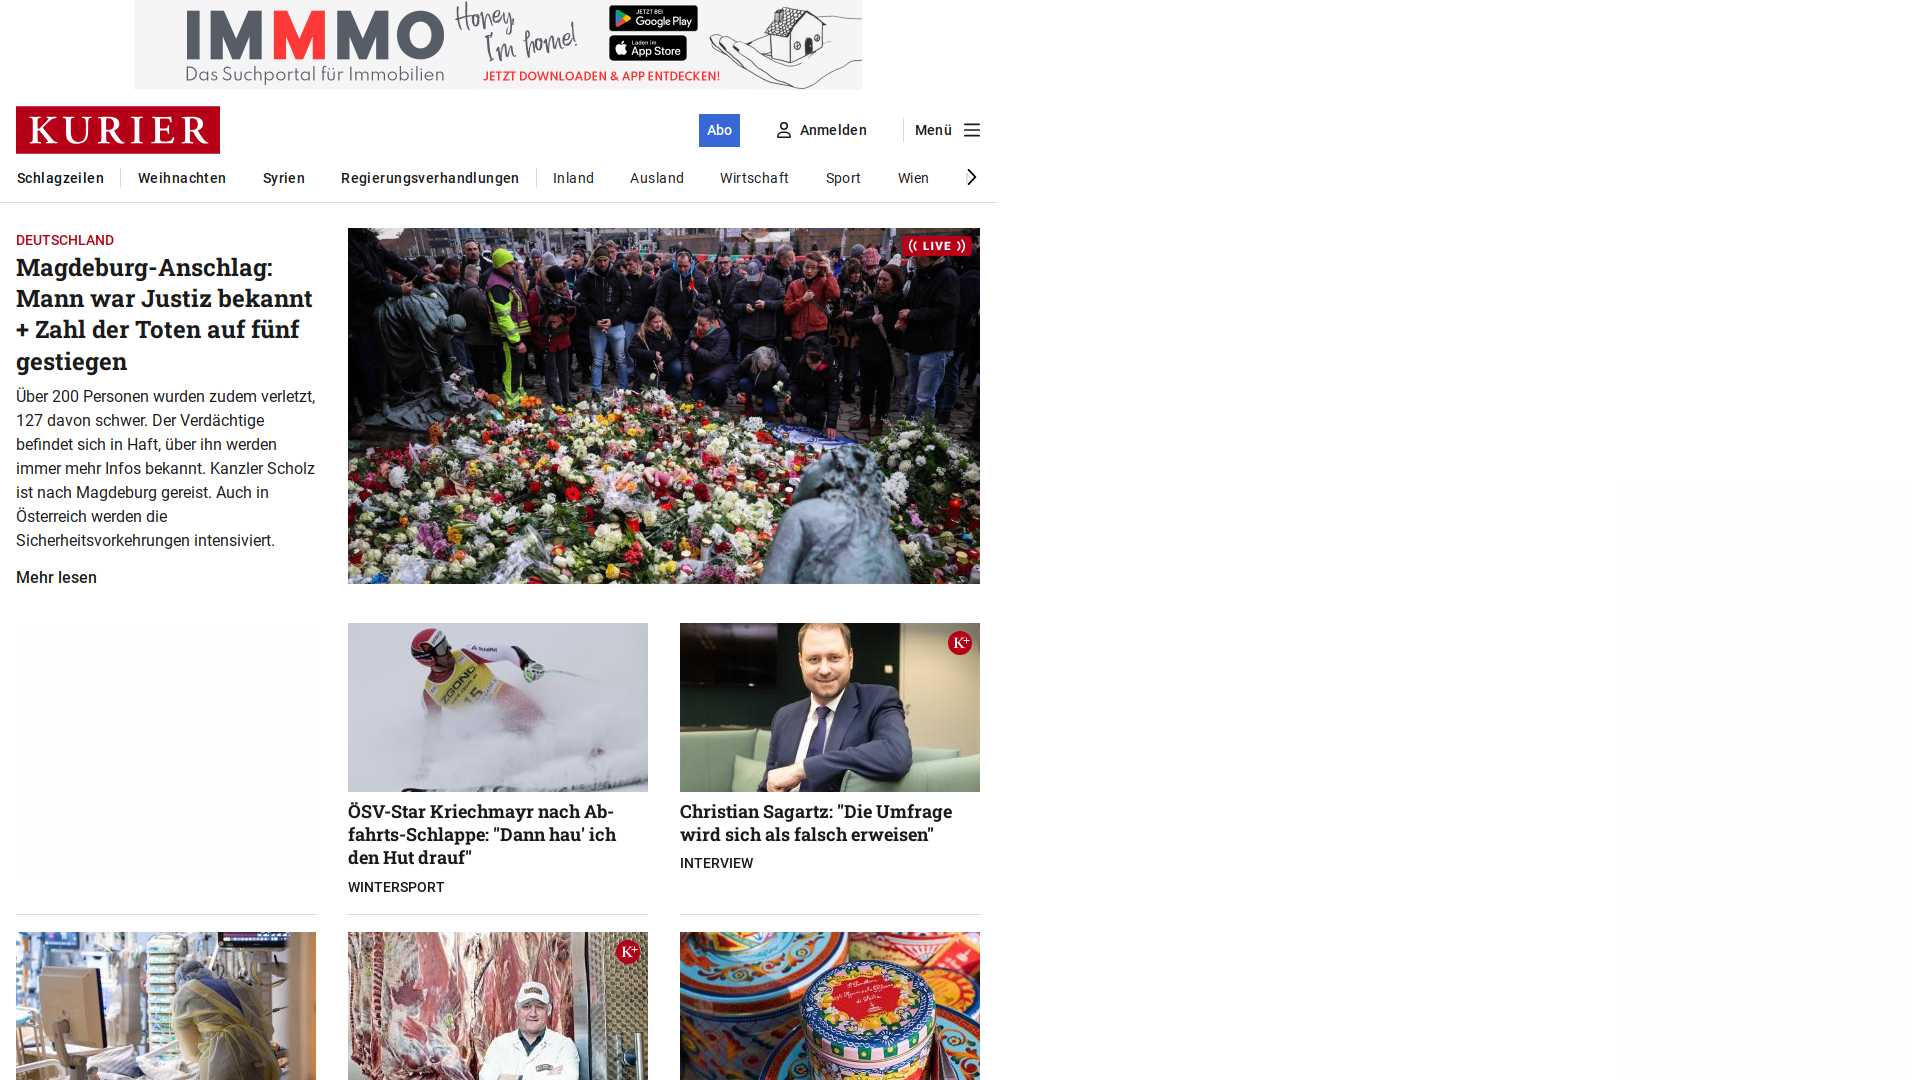 IMMMO
Das Suchportal für Immobilien
Honey,
I'm home!
JETZT BEI
Google Play
Laden im
App Store
JETZT DOWNLOADEN & APP ENTDECKEN!
KURIER
Abo
Anmelden
Menü
Schlagzeilen
Weihnachten
Syrien
Regierungsverhandlungen
Inland
Ausland
Wirtschaft
Sport
Wien
DEUTSCHLAND
Magdeburg-Anschlag:
Mann war Justiz bekannt
+ Zahl der Toten auf fünf
gestiegen
Über 200 Personen wurden zudem verletzt,
127 davon schwer. Der Verdächtige
befindet sich in Haft, über ihn werden
immer mehr Infos bekannt. Kanzler Scholz
ist nach Magdeburg gereist. Auch in
Österreich werden die
Sicherheitsvorkehrungen intensiviert.
Mehr lesen
LIVE
ZGONC
15
ÖSV-Star Kriechmayr nach Ab-
fahrts-Schlappe: "Dann hau' ich
den Hut drauf"
WINTERSPORT
K+
Christian Sagartz: "Die Umfrage
wird sich als falsch erweisen"
INTERVIEW
K+